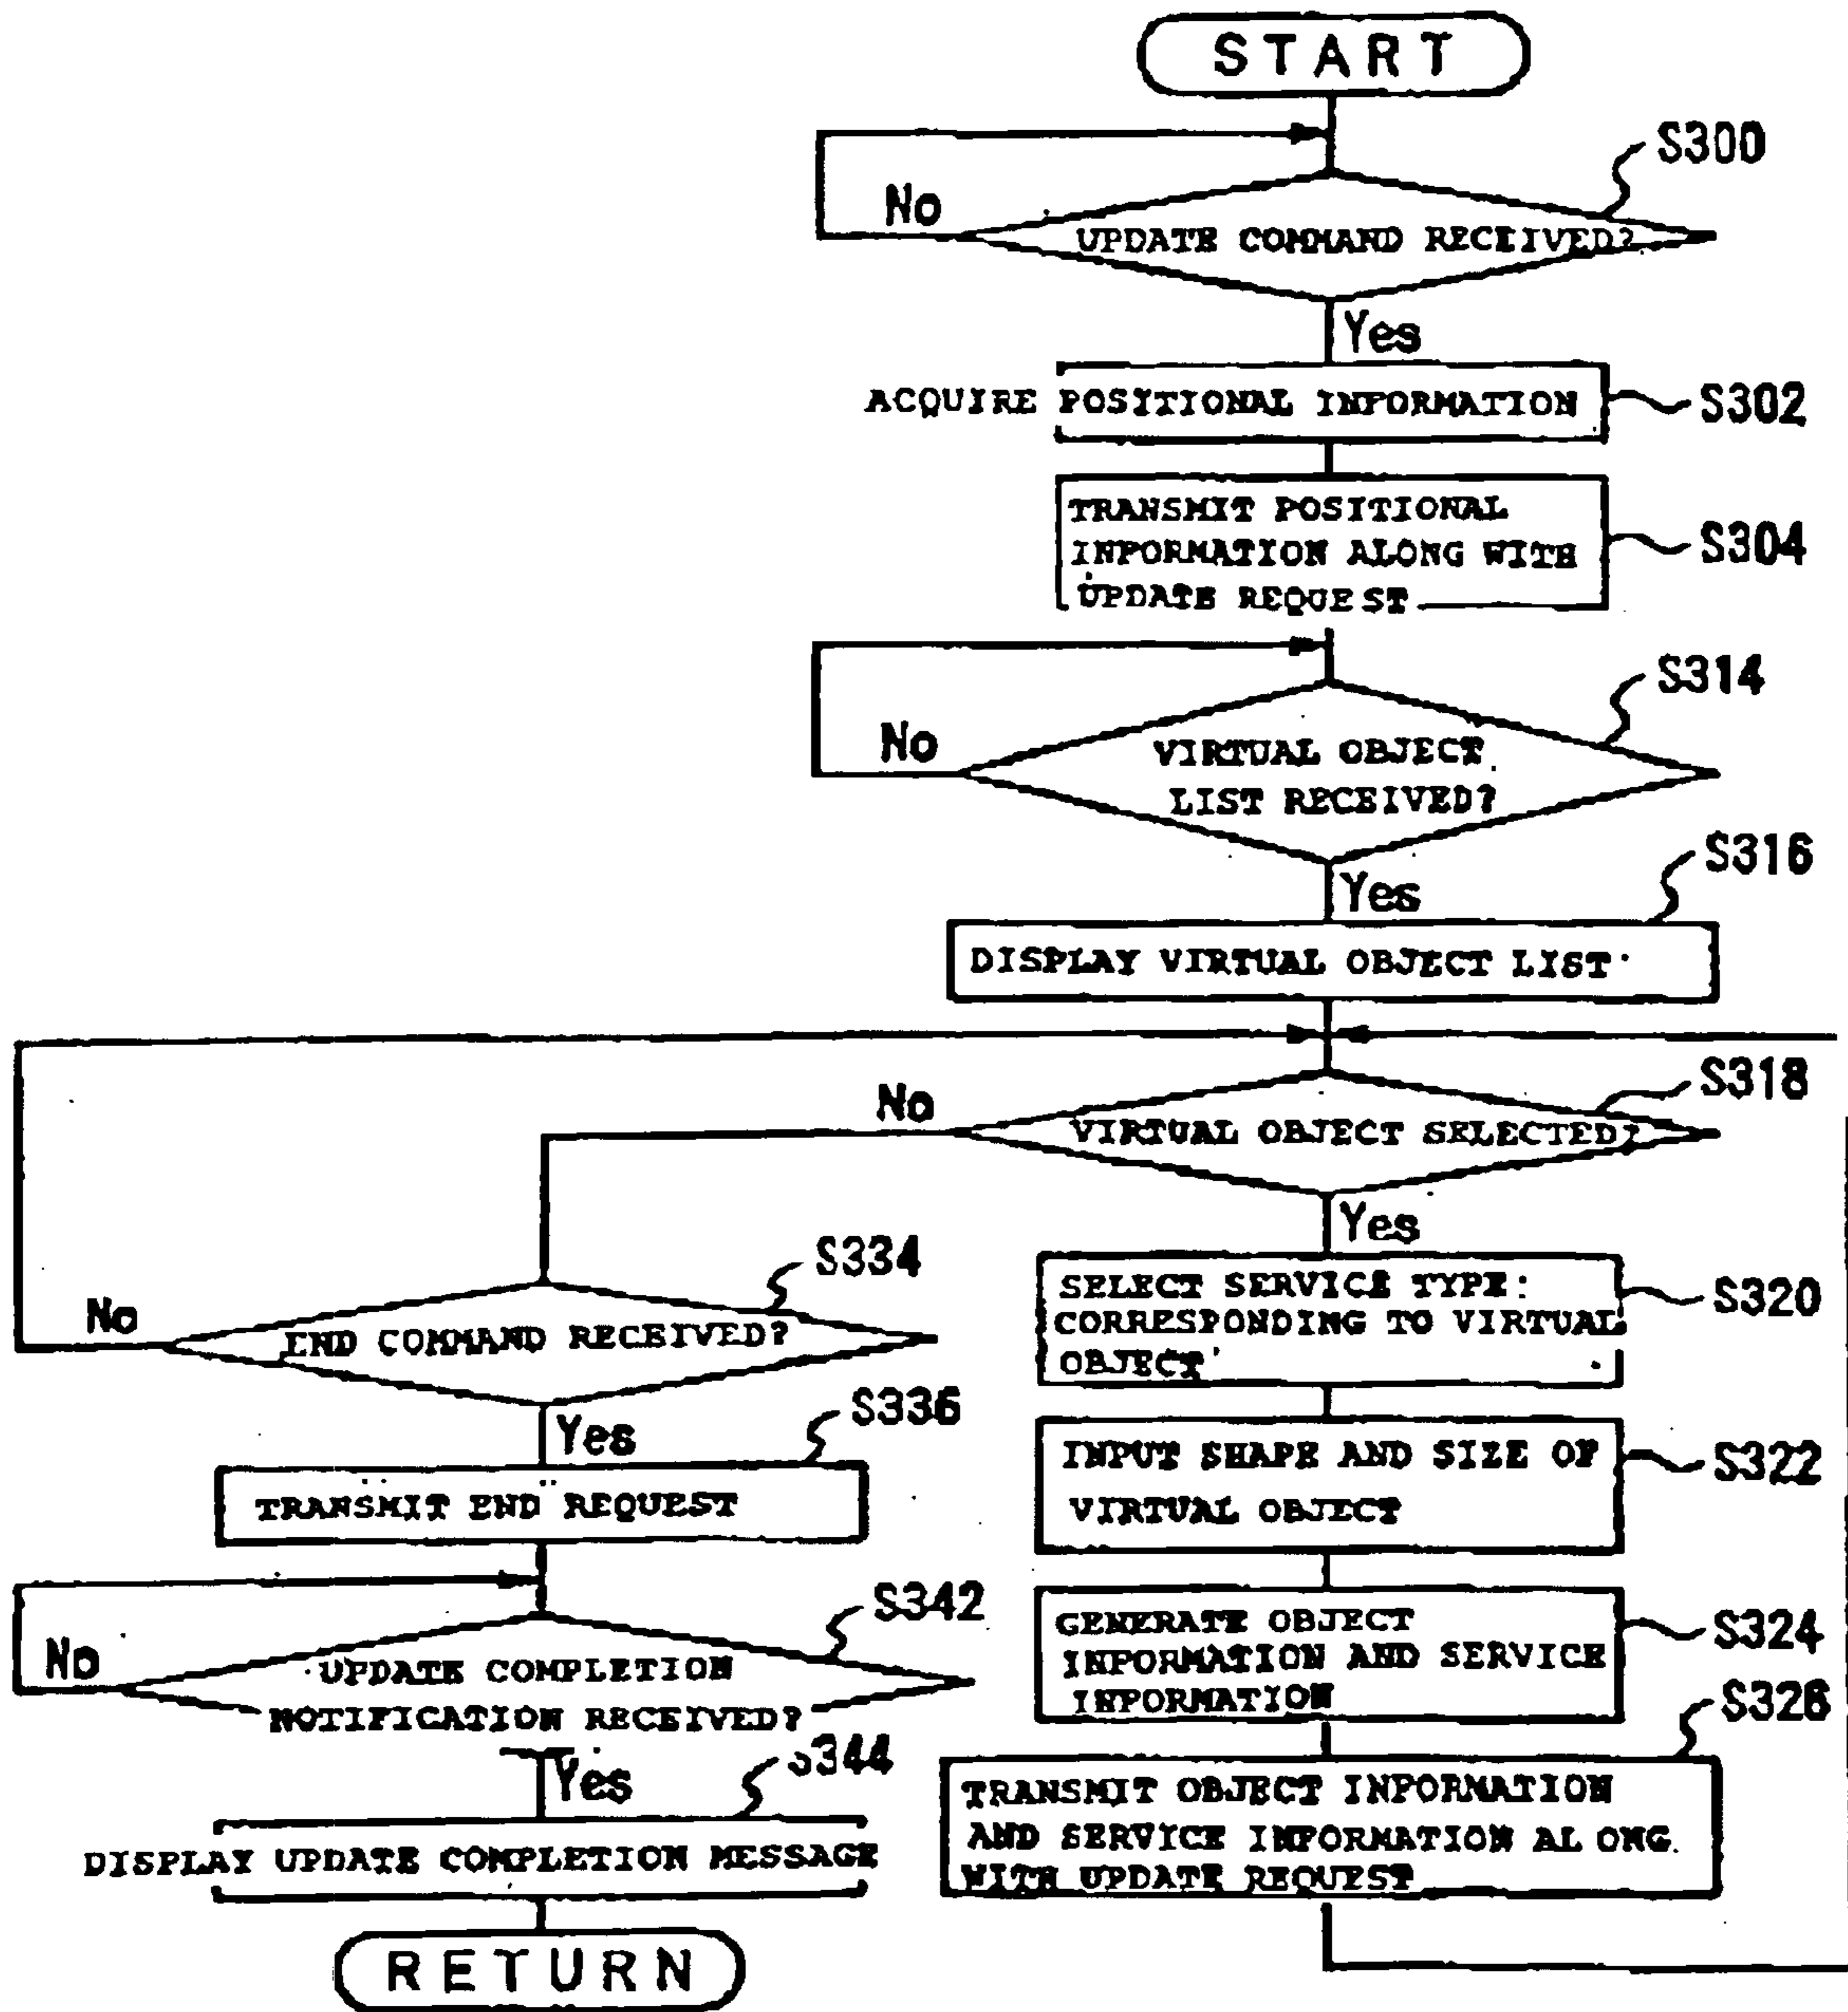 START
S300
No
UPDATE COMMAND RECEIVED?
Yes
ACQUIRE POSITIONAL INFORMATION
S302
TRANSMIT POSITIONAL
INFORMATION ALONG WITH
UPDATE REQUEST
S304
S314
No
VIRTUAL OBJECT
LIST RECEIVED?
S316
Yes
DISPLAY VIRTUAL OBJECT LIST
S318
No
VIRTUAL OBJECT SELECTED?
Yes
SELECT SERVICE TYPE:
CORRESPONDING TO VIRTUAL
OBJECT
S320
INPUT SHAPE AND SIZE OF
VIRTUAL OBJECT
S322
GENERATE OBJECT
INFORMATION AND SERVICE
INFORMATION
S324
S326
TRANSMIT OBJECT INFORMATION
AND SERVICE INFORMATION ALONG
WITH UPDATE REQUEST
S334
No
END COMMAND RECEIVED?
S336
Yes
TRANSMIT END REQUEST
S342
No
UPDATE COMPLETION
NOTIFICATION RECEIVED?
S344
Yes
DISPLAY UPDATE COMPLETION MESSAGE
RETURN